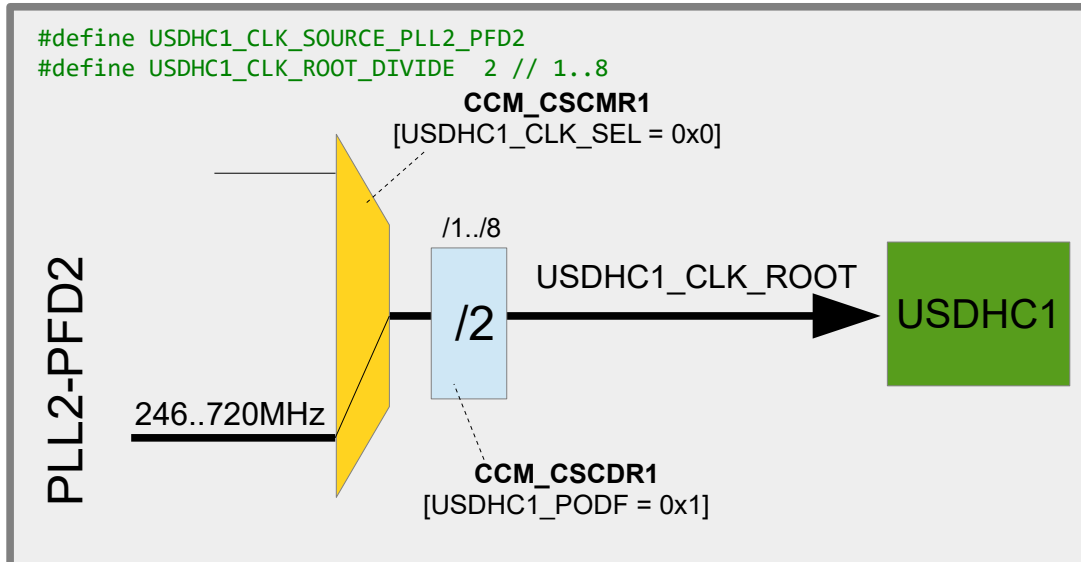 #define USDHC1_CLK_SOURCE_PLL2_PFD2
#define USDHC1_CLK_ROOT_DIVIDE  2 // 1..8
CCM_CSCMR1
[USDHC1_CLK_SEL = 0x0]
/1../8
PLL2-PFD2
246..720MHz
/2
USDHC1_CLK_ROOT
USDHC1
CCM_CSCDR1
[USDHC1_PODF = 0x1]